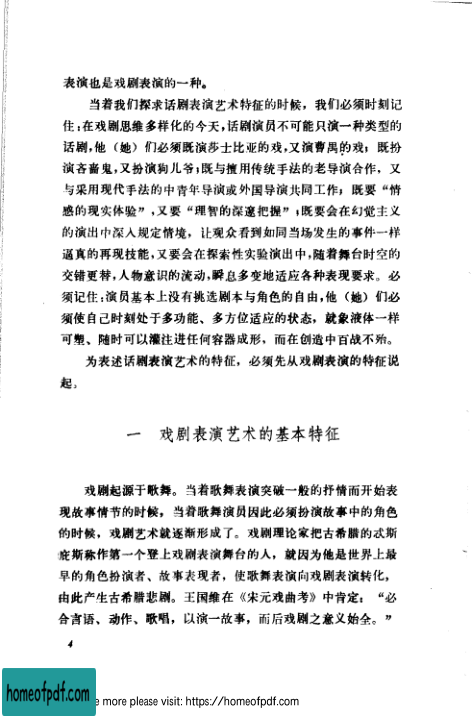 表演也是戏剧表演的一种。
当着我们探求话剧表演艺术特征的时候，我们必须时刻记
住：在戏剧思维多样化的今天，话剧演员不可能只演一种类型的
话剧，他（她）们必须既演莎士比亚的戏，又演曹禺的戏；既扮
演吝啬鬼，又扮演狗儿爷；既与擅用传统手法的老导演合作，又
与采用现代手法的中青年导演或外国导演共同工作；既要“情
感的现实体验”，又要“理智的深邃把握”；既要会在幻觉主义
的演出中深入规定情境，让观众看到如同当场发生的事件一样
逼真的再现技能，又要会在探索性实验演出中，随着舞台时空的
交错更替，人物意识的流动，瞬息多变地适应各种表现要求。必
须记住：演员基本上没有挑选剧本与角色的自由，他（她）们必
须使自己时刻处于多功能、多方位适应的状态，就象液体一样
可塑、随时可以灌注进任何容器成形，而在创造中百战不殆。
为表述话剧表演艺术的特征，必须先从戏剧表演的特征说
起。
一 戏剧表演艺术的基本特征
戏剧起源于歌舞。当着歌舞表演突破一般的抒情而开始表
现故事情节的时候，当着歌舞演员因此必须扮演故事中的角色
的时候，戏剧艺术就逐渐形成了。戏剧理论家把古希腊的忒斯
庇斯称作第一个登上戏剧表演舞台的人，就因为他是世界上最
早的角色扮演者、故事表现者，使歌舞表演向戏剧表演转化，
由此产生古希腊悲剧。王国维在《宋元戏曲考》中肯定：“必
合言语、动作、歌唱，以演一故事，而后戏剧之意义始全。”
4
homeofpdf.com
e more please visit: https://homeofpdf.com